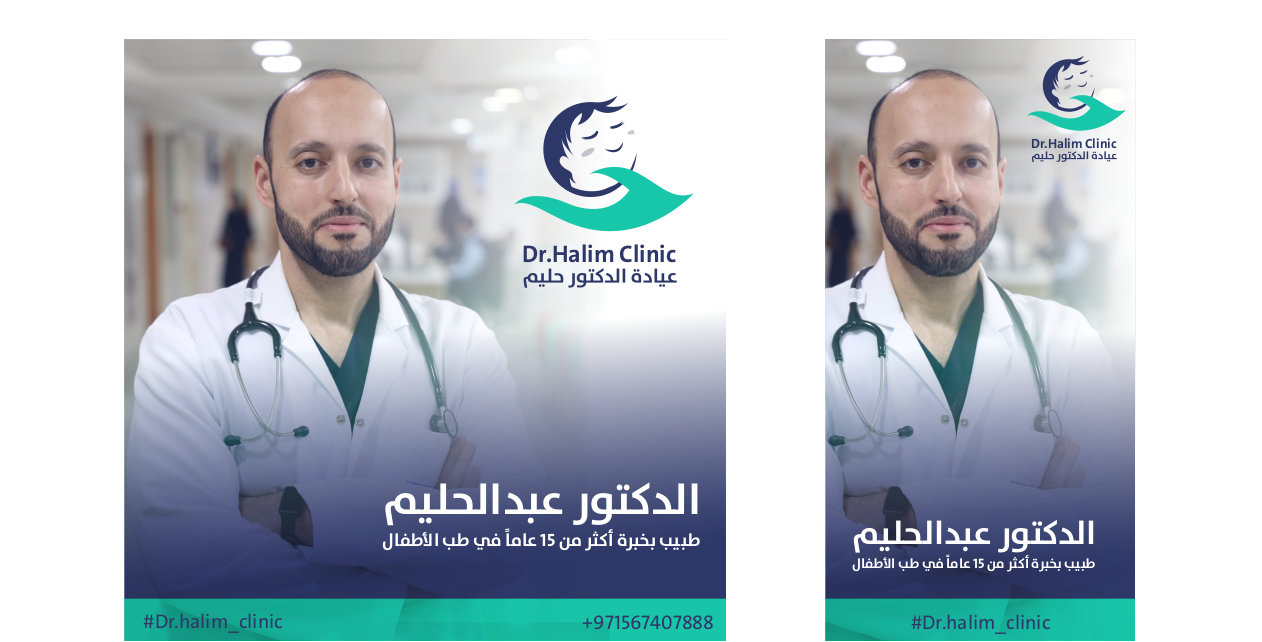 Dr.Halim Clinic
عيادة الدكتور حليم
الدكتور عبدالحليم
طبيب بخبرة أكثر من 15 عاماً في طب الأطفال
#Dr.halim_clinic
+971567407888
Dr.Halim Clinic
عيادة الدكتور حليم
الدكتور عبدالحليم
طبيب بخبرة أكثر من 15 عاماً في طب الأطفال
#Dr.halim_clinic